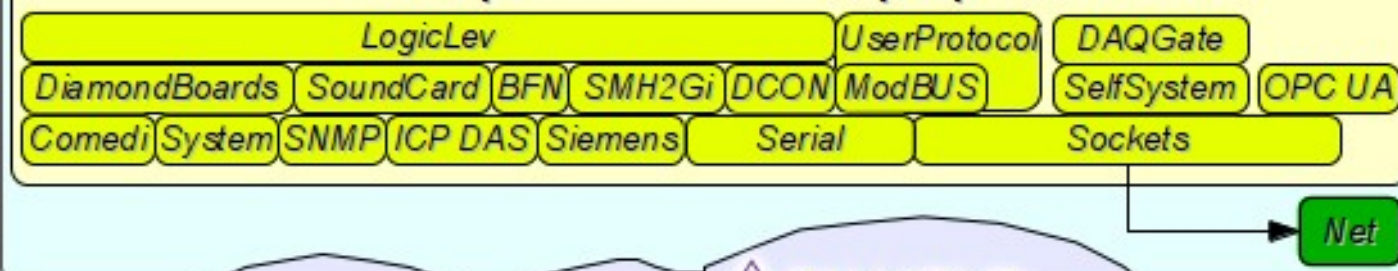 LogicLev UserProtocol DAQGate
DiamondBoards SoundCard BFN SMH2Gi DCON ModBUS SelfSystem OPC UA
Comedi System SNMP ICP DAS Siemens Serial Sockets
Net